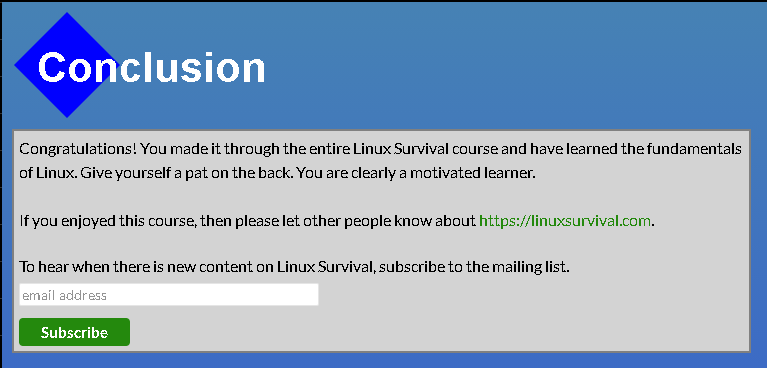 Conclusion
Congratulations! You made it through the entire Linux Survival course and have learned the fundamentals
of Linux. Give yourself a pat on the back. You are clearly a motivated learner.
If you enjoyed this course, then please let other people know about https://linuxsurvival.com.
To hear when there is new content on Linux Survival, subscribe to the mailing list.
email address
Subscribe